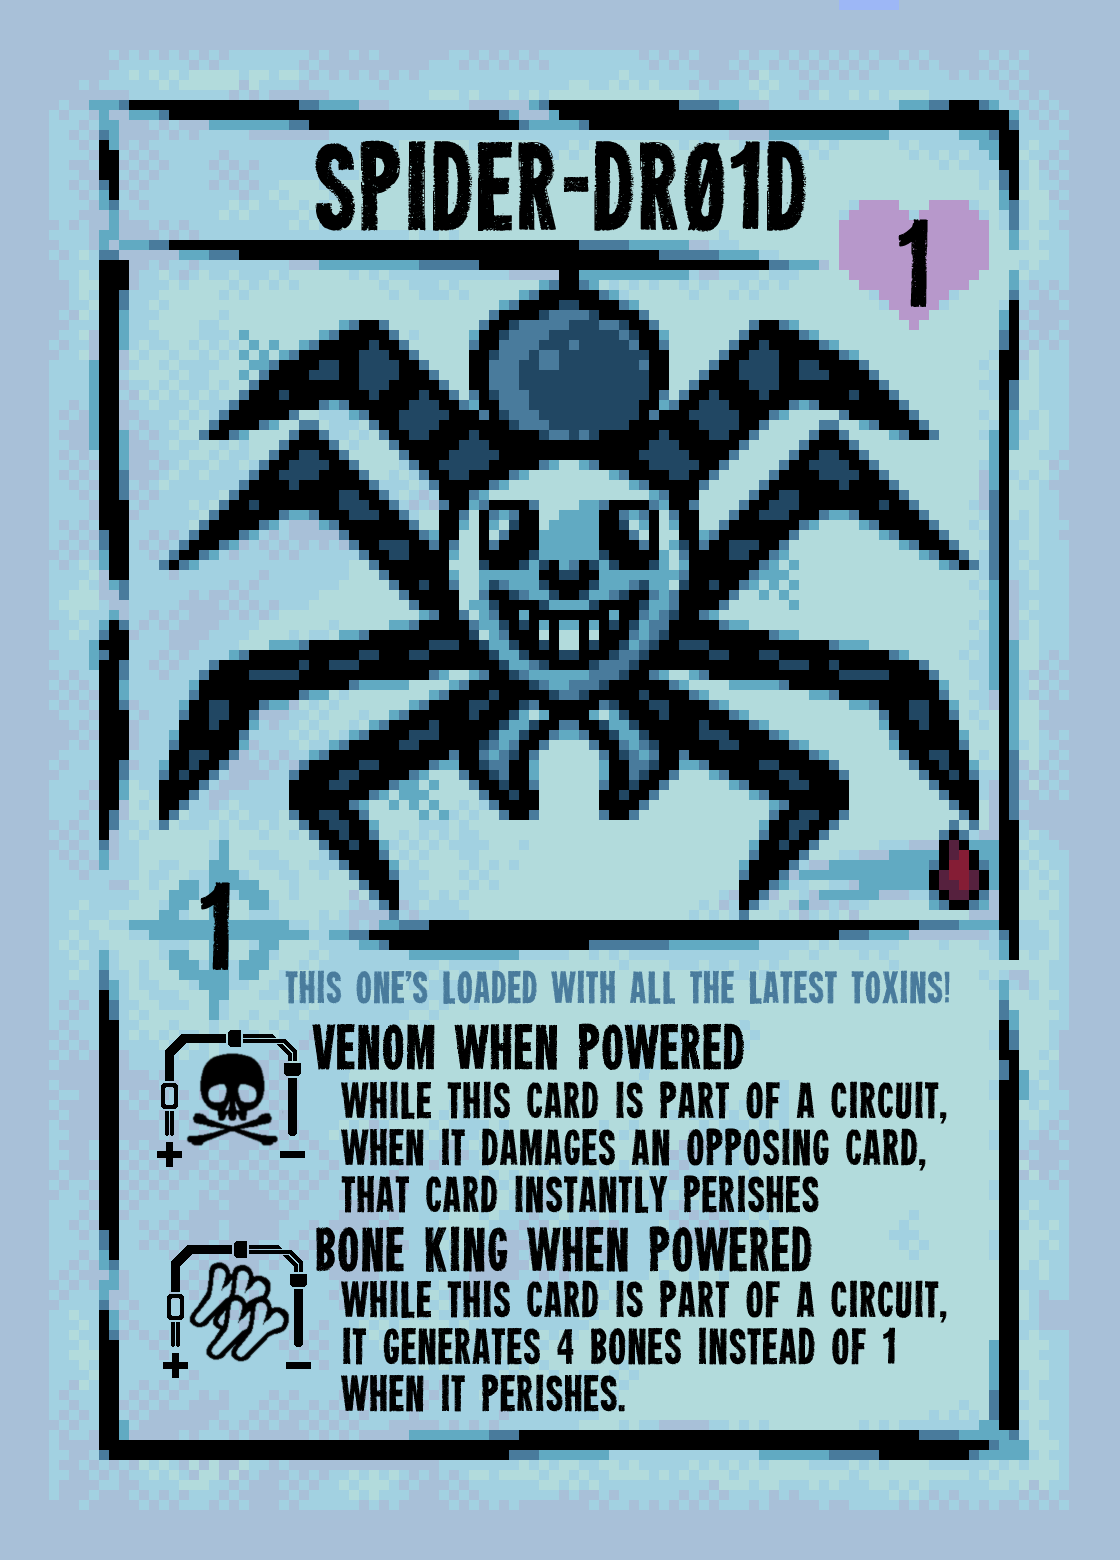 SPIDER-DRØ1D
1
1
THIS ONE'S LOADED WITH ALL THE LATEST TOXINS!
VENOM WHEN POWERED
WHILE THIS CARD IS PART OF A CIRCUIT,
WHEN IT DAMAGES AN OPPOSING CARD,
THAT CARD INSTANTLY PERISHES
BONE KING WHEN POWERED
WHILE THIS CARD IS PART OF A CIRCUIT,
IT GENERATES 4 BONES INSTEAD OF 1
WHEN IT PERISHES.